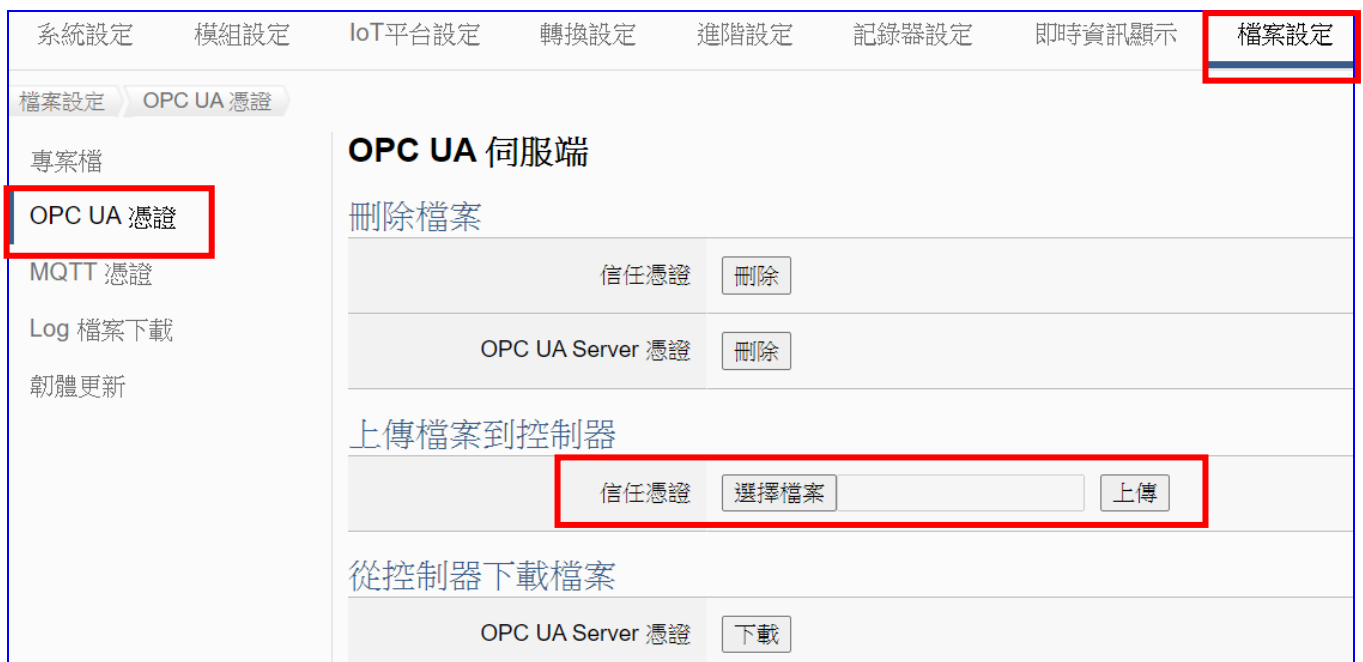 系統設定 模組設定 IoT平台設定 轉換設定 進階設定 記錄器設定 即時資訊顯示 檔案設定
檔案設定 OPC UA 憑證
專案檔
OPC UA 憑證
MQTT 憑證
Log 檔案下載
韌體更新
OPC UA 伺服端
刪除檔案
信任憑證 刪除
OPC UA Server 憑證 刪除
上傳檔案到控制器
信任憑證 選擇檔案 上傳
從控制器下載檔案
OPC UA Server 憑證 下載